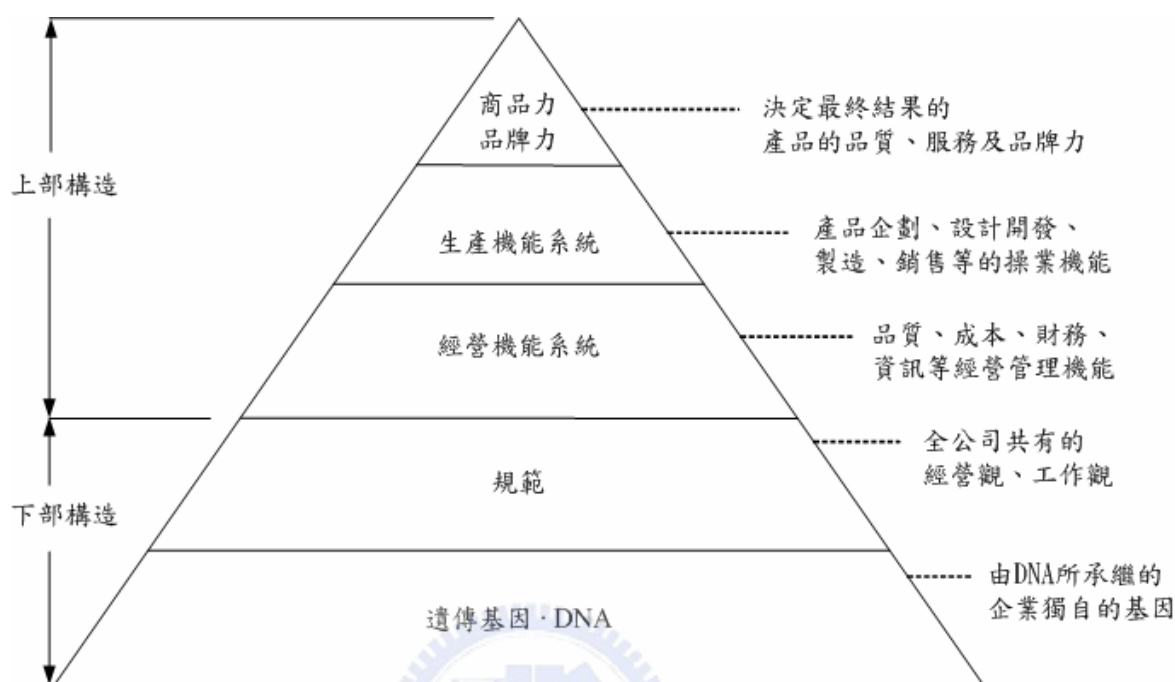 商品力
品牌力
決定最終結果的
產品的品質、服務及品牌力
上部構造
生產機能系統
產品企劃、設計開發、
製造、銷售等的操業機能
經營機能系統
品質、成本、財務、
資訊等經營管理機能
全公司共有的
經營觀、工作觀
規範
下部構造
由DNA所承繼的
企業獨自的基因
遺傳基因·DNA